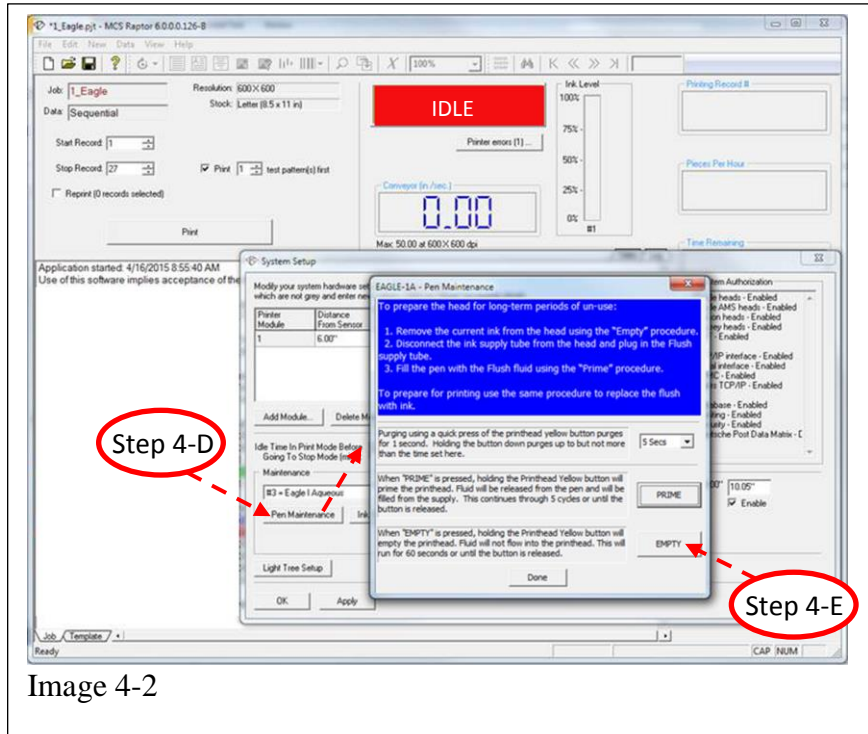 *1_Eagle.pjt - MCS Raptor 6.0.0.126-B
File Edit New Data View Help
100%
Job: 1_Eagle
Resolution: 600 X 600
Stock: Letter (8.5 x 11 in)
Data: Sequential
Start Record 1
Stop Record 27
Print 1 test pattern(s) first
Reprint (0 records selected)
Print
IDLE
Printer errors (1) ...
Conveyor (in./sec.)
0.00
Max: 50.00 at 600 X 600 dpi
Ink Level
100%
75%
50%
25%
0%
#1
Printing Record #
Pieces Per Hour
Time Remaining
Application started: 4/16/2015 8:55:40 AM
Use of this software implies acceptance of the
System Setup
Modify your system hardware set
which are not grey and enter ne
Printer Module
Distance From Sensor
1 6.00"
Add Module...
Delete M
Idle Time In Print Mode Before
Going To Stop Mode (m
Maintenance
#3 = Eagle I Aqueous
Pen Maintenance
Ink
Light Tree Setup
OK
Apply
EAGLE-1A - Pen Maintenance
To prepare the head for long-term periods of un-use:
1. Remove the current ink from the head using the "Empty" procedure.
2. Disconnect the ink supply tube from the head and plug in the Flush
supply tube.
3. Fill the pen with the Flush fluid using the "Prime" procedure.
To prepare for printing use the same procedure to replace the flush
with ink.
Purging using a quick press of the printhead yellow button purges
for 1 second. Holding the button down purges up to but not more
than the time set here.
5 Secs
When "PRIME" is pressed, holding the Printhead Yellow button will
prime the printhead. Fluid will be released from the pen and will be
filled from the supply. This continues through 5 cycles or until the
button is released.
PRIME
When "EMPTY" is pressed, holding the Printhead Yellow button will
empty the printhead. Fluid will not flow into the printhead. This will
run for 60 seconds or until the button is released.
EMPTY
Done
em Authorization
e heads - Enabled
e AMS heads - Enabled
on heads - Enabled
ey heads - Enabled
- Enabled
P/IP interface - Enabled
al interface - Enabled
MC - Enabled
s TCP/IP - Enabled
abase - Enabled
ting - Enabled
urity - Enabled
tsche Post Data Matrix - E
00" 10.05"
Enable
Step 4-D
Step 4-E
Job Template
Ready
CAP NUM
Image 4-2